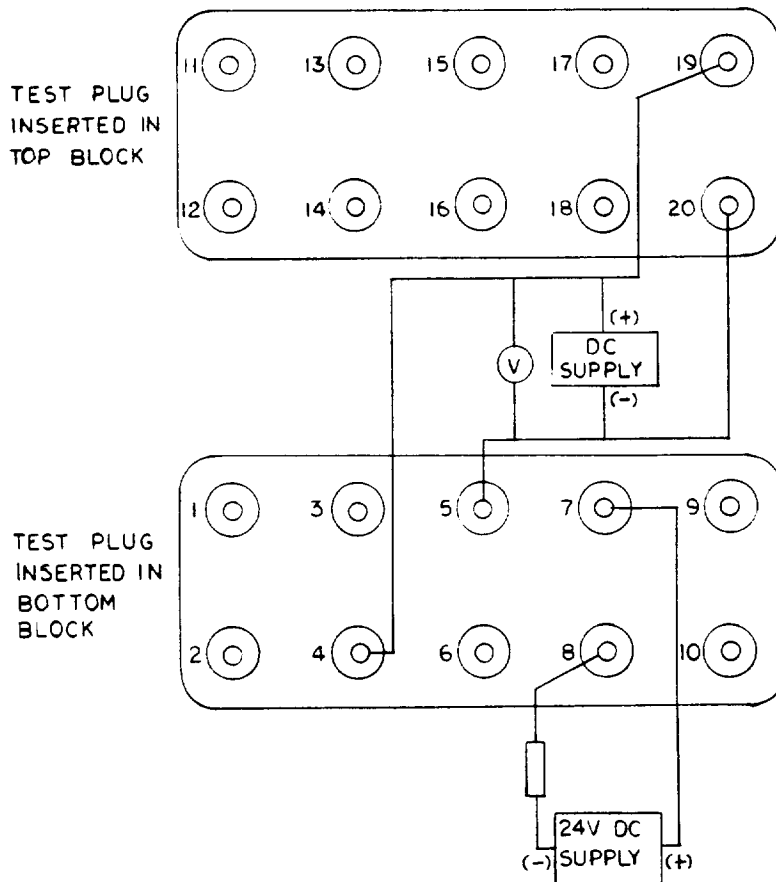 11 13 15 17 19
TEST PLUG
INSERTED IN
TOP BLOCK
12 14 16 18 20
(+)
V
DC
SUPPLY
(-)
1 3 5 7 9
TEST PLUG
INSERTED IN
BOTTOM
BLOCK
2 4 6 8 10
24V DC
SUPPLY
(-) (+)